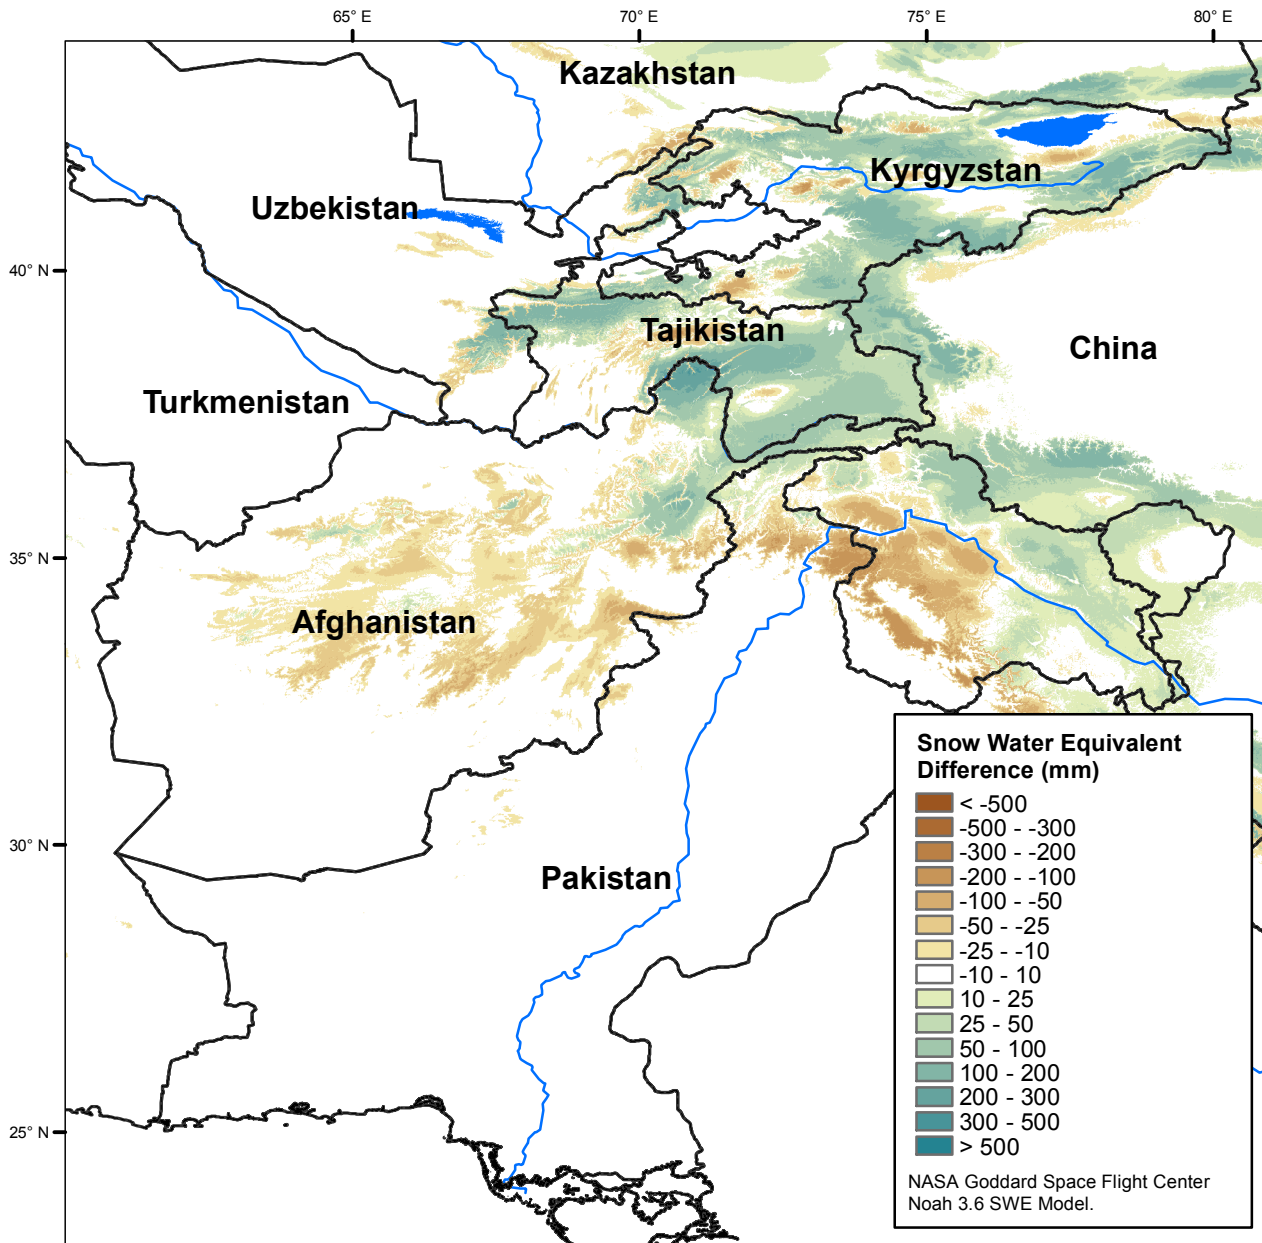 65° E 70° E 75° E 80° E
Kazakhstan
Kyrgyzstan
Uzbekistan
40° N
Tajikistan
China
Turkmenistan
35° N
Afghanistan
Snow Water Equivalent
Difference (mm)
< -500
-500 - -300
-300 - -200
-200 - -100
-100 - -50
-50 - -25
-25 - -10
-10 - 10
10 - 25
25 - 50
50 - 100
100 - 200
200 - 300
300 - 500
> 500
NASA Goddard Space Flight Center
Noah 3.6 SWE Model.
30° N
Pakistan
25° N